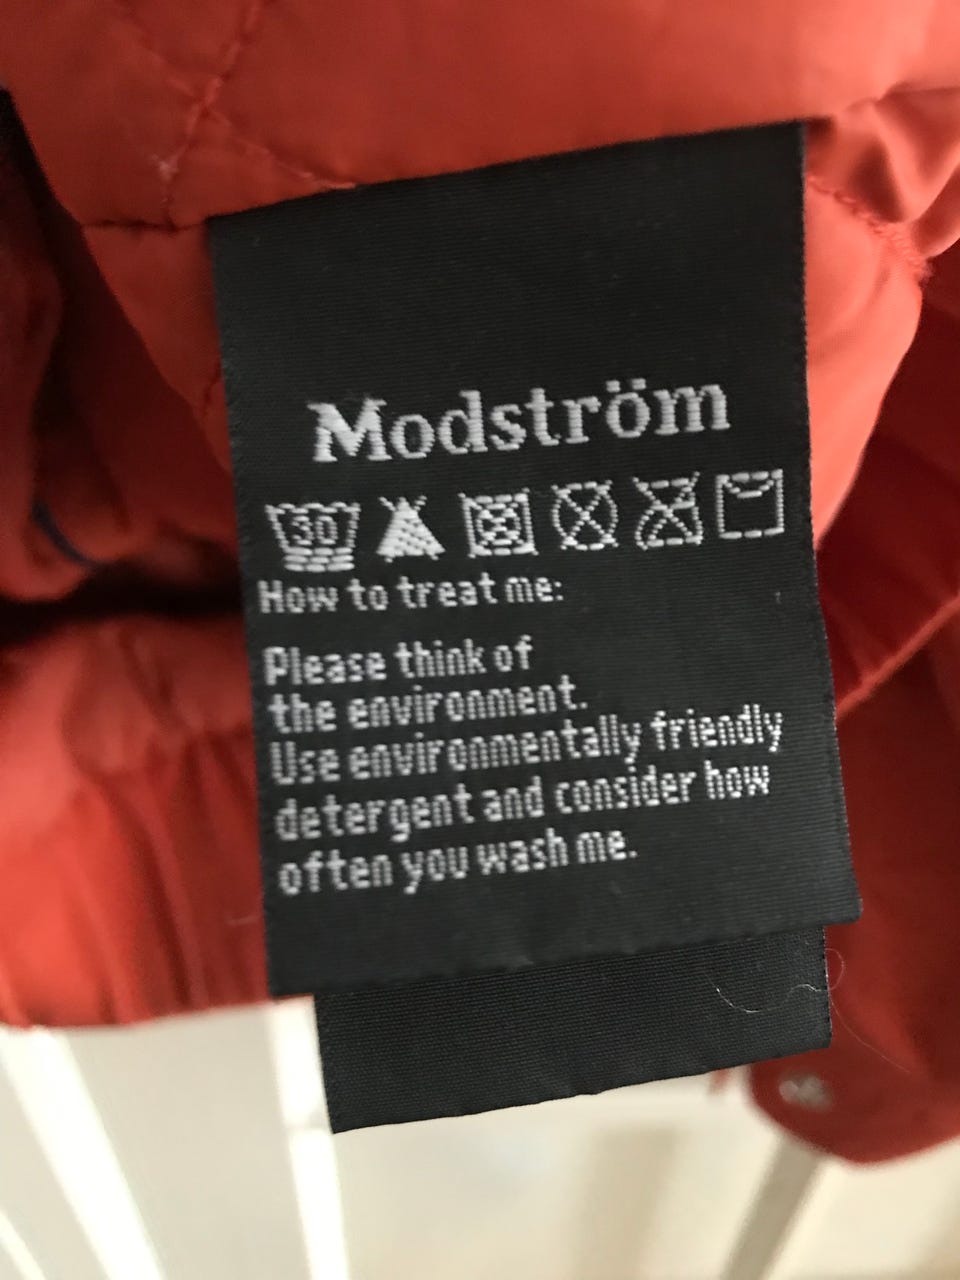 Modström
30
How to treat me:
Please think of
the environment.
Use environmentally friendly
detergent and consider how
often you wash me.